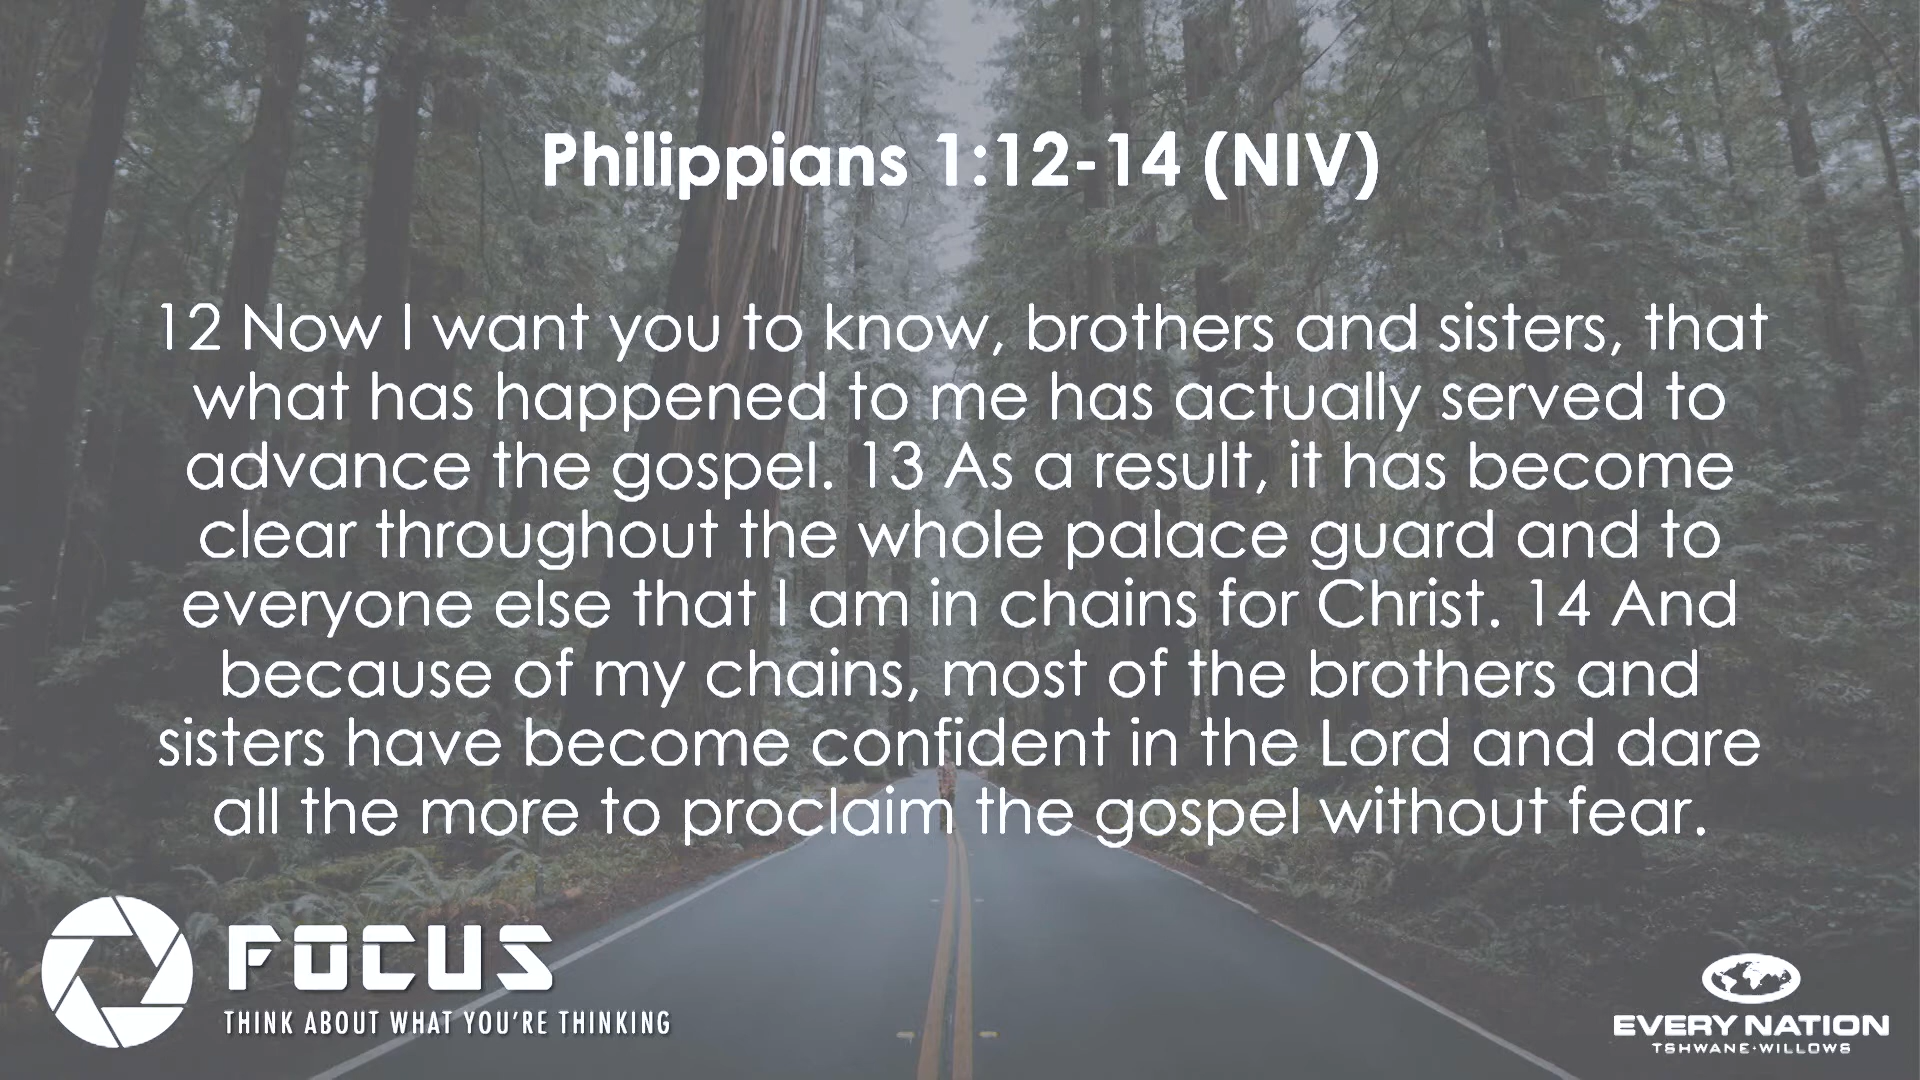 Philippians 1:12-14 (NIV)
12 Now I want you to know, brothers and sisters, that
what has happened to me has actually served to
advance the gospel. 13 As a result, it has become
clear throughout the whole palace guard and to
everyone else that I am in chains for Christ. 14 And
because of my chains, most of the brothers and
sisters have become confident in the Lord and dare
all the more to proclaim the gospel without fear.
FOCUS
THINK ABOUT WHAT YOU'RE THINKING
EVERY NATION
TSHWANE•WILLOWS